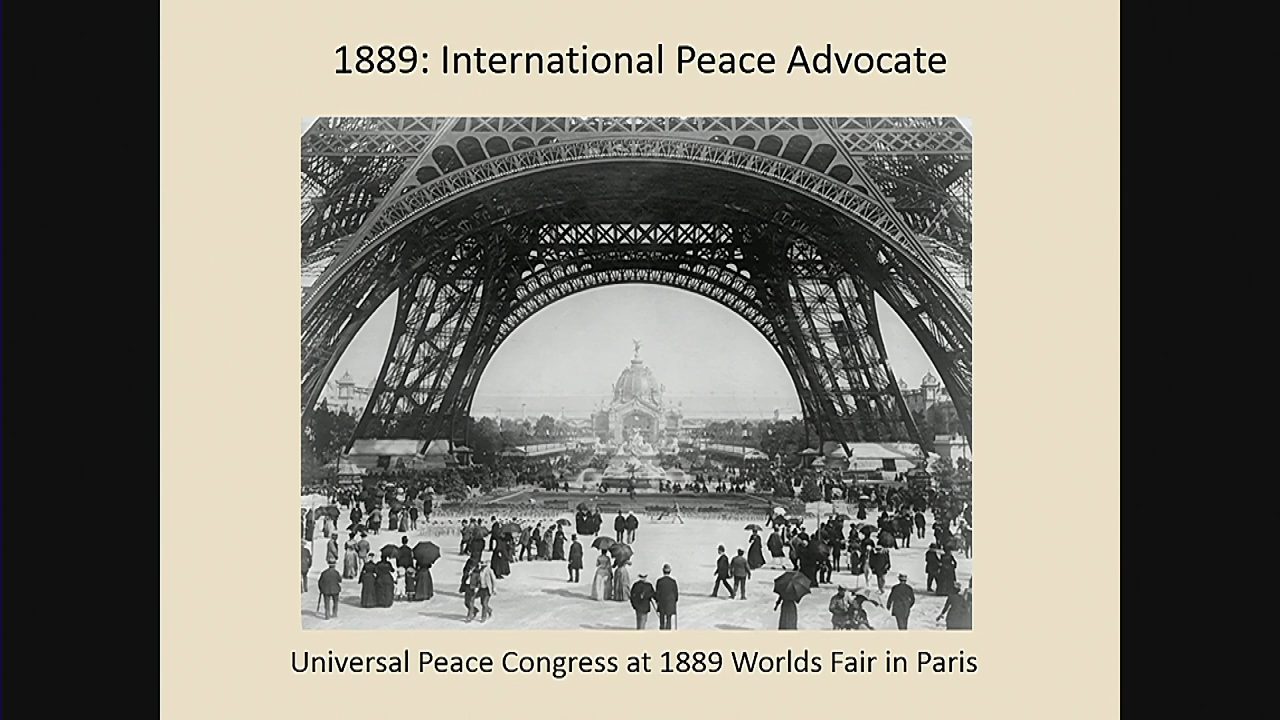 1889: International Peace Advocate
Universal Peace Congress at 1889 Worlds Fair in Paris